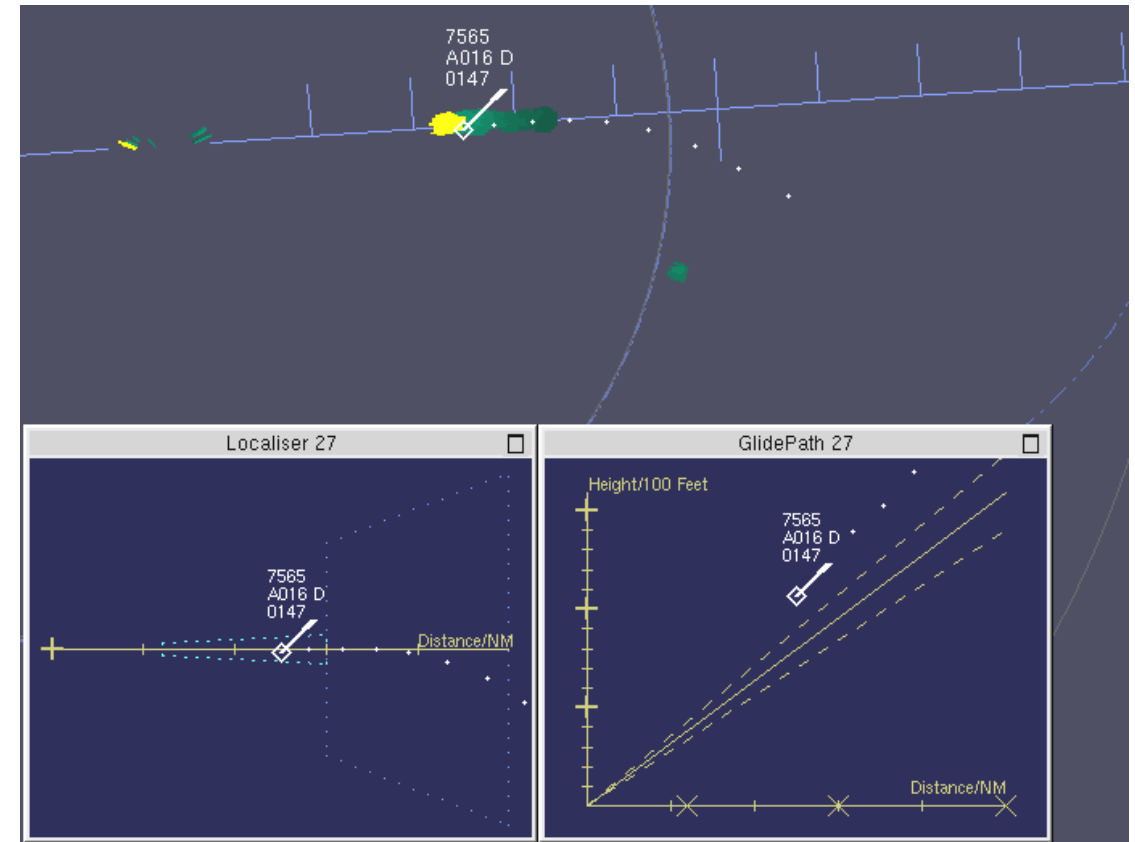 7565
A016 D
0147
Localiser 27
GlidePath 27
7565
A016 D
0147
Distance/NM
Height/100 Feet
7565
A016 D
0147
Distance/NM